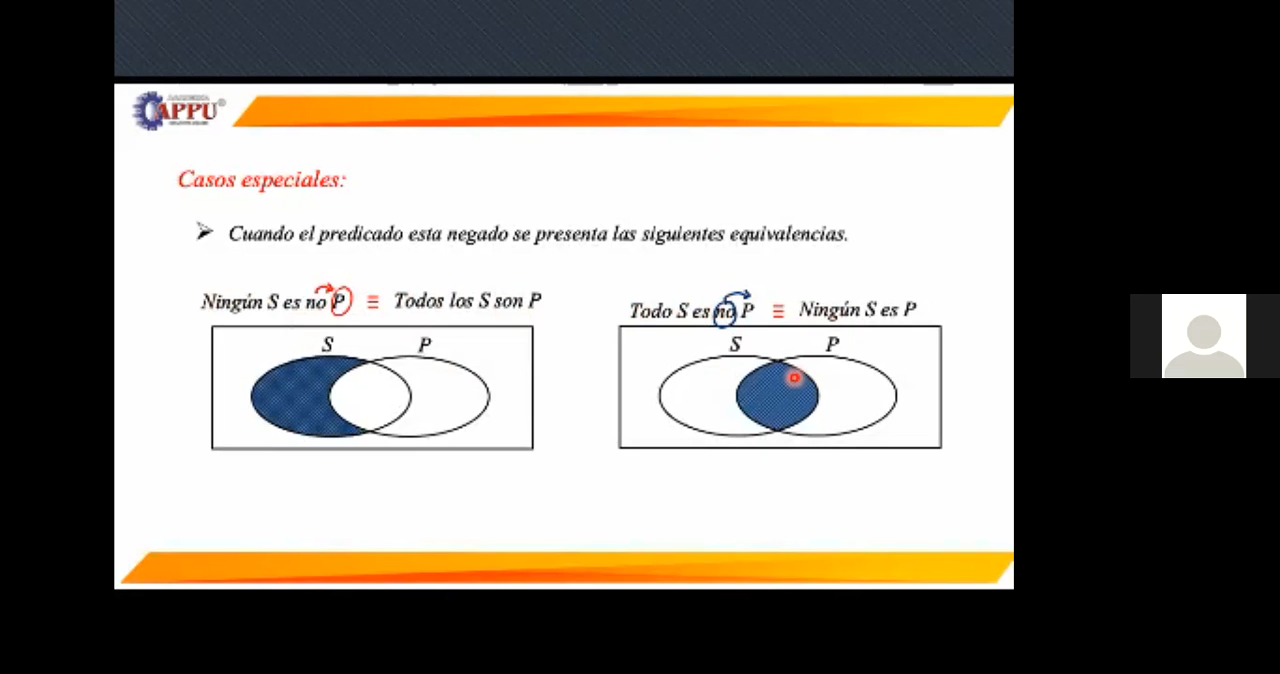 APPU
Casos especiales:
➢ Cuando el predicado esta negado se presenta las siguientes equivalencias.
Ningún S es no P ≡ Todos los S son P
S P
Todo S es no P ≡ Ningún S es P
S P